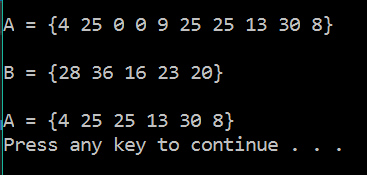 A = {4 25 0 0 9 25 25 13 30 8}
B = {28 36 16 23 20}
A = {4 25 25 13 30 8}
Press any key to continue . . .